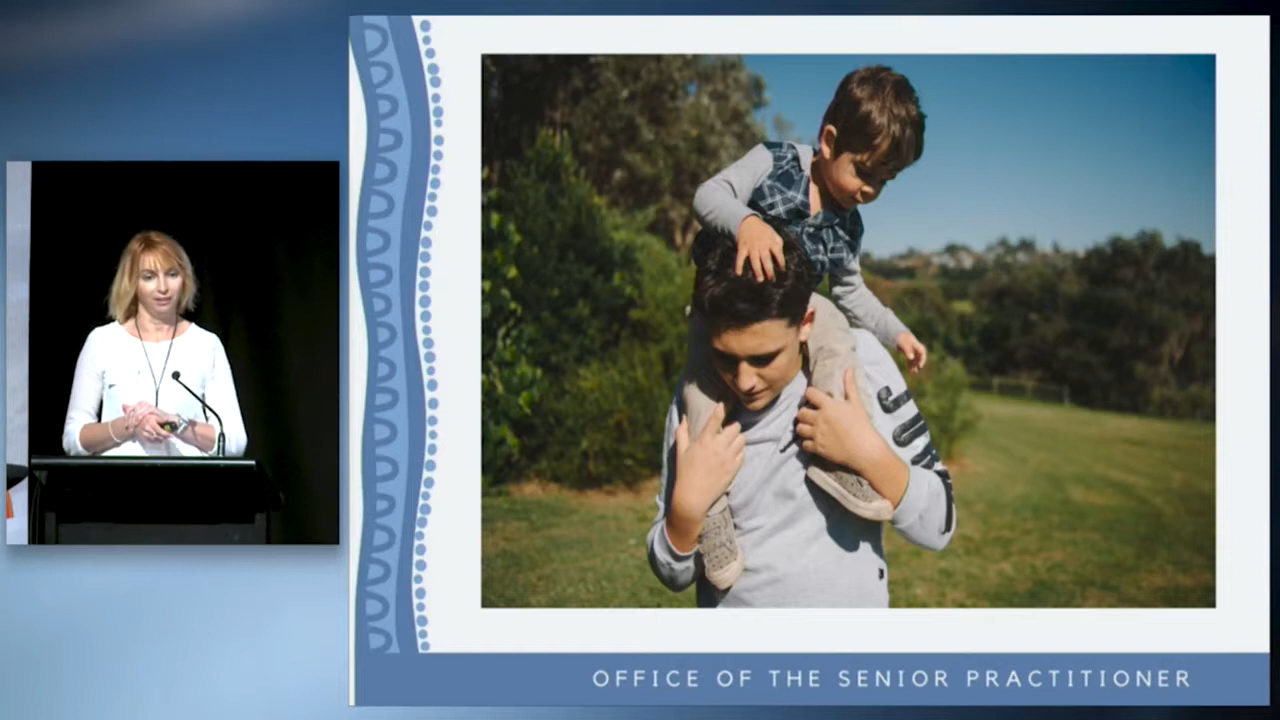 OFFICE OF THE SENIOR PRACTITIONER